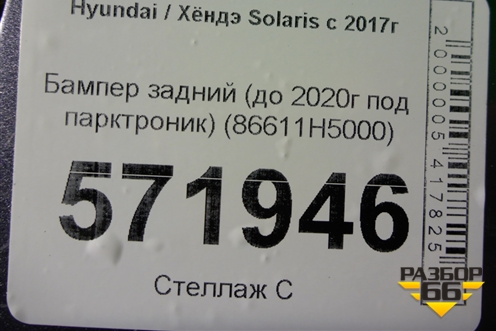 Hyundai / Хёндэ Solaris с 2017г
Бампер задний (до 2020г под
парктроник) (86611H5000)
571946
Стеллаж С
2000005417825
РАЗБОР
66